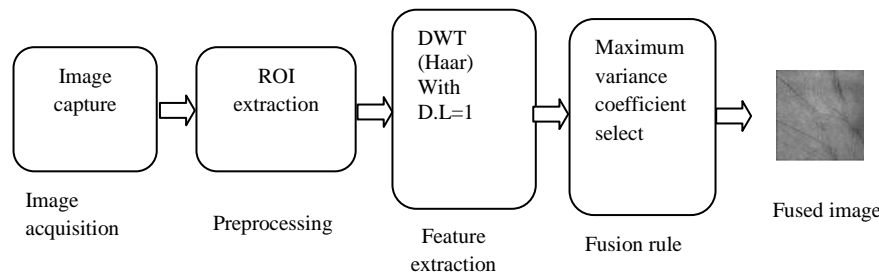 Image
capture
ROI
extraction
DWT
(Haar)
With
D.L=1
Maximum
variance
coefficient
select
Image
acquisition
Preprocessing
Feature
extraction
Fusion rule
Fused image